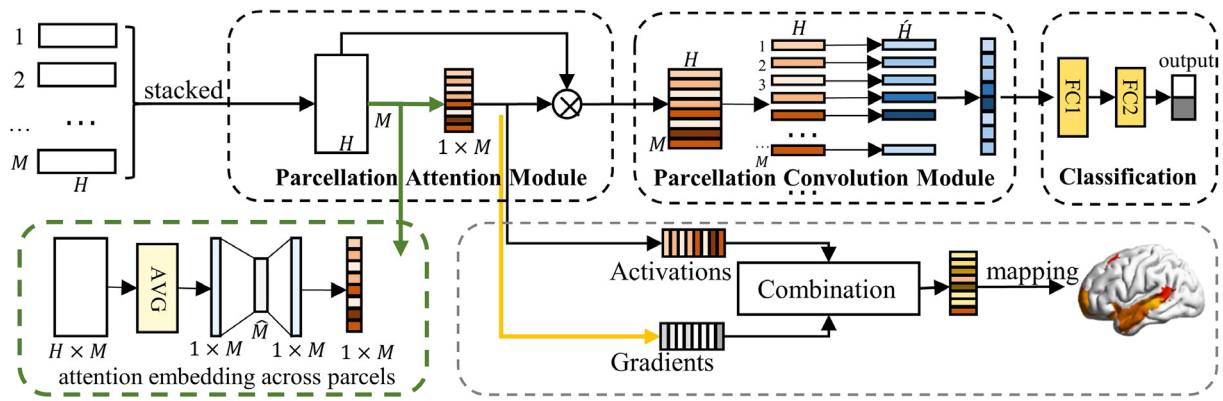 1
2
...
M
H
...
stacked
H
M
1 × M
Parcellation Attention Module
H
M
H
1
2
3
...
M
...
H́
Parcellation Convolution Module
...
FC1
FC2
output
Classification
H × M
AVG
1 × M
M̂
1 × M
1 × M
attention embedding across parcels
Activations
Gradients
Combination
mapping